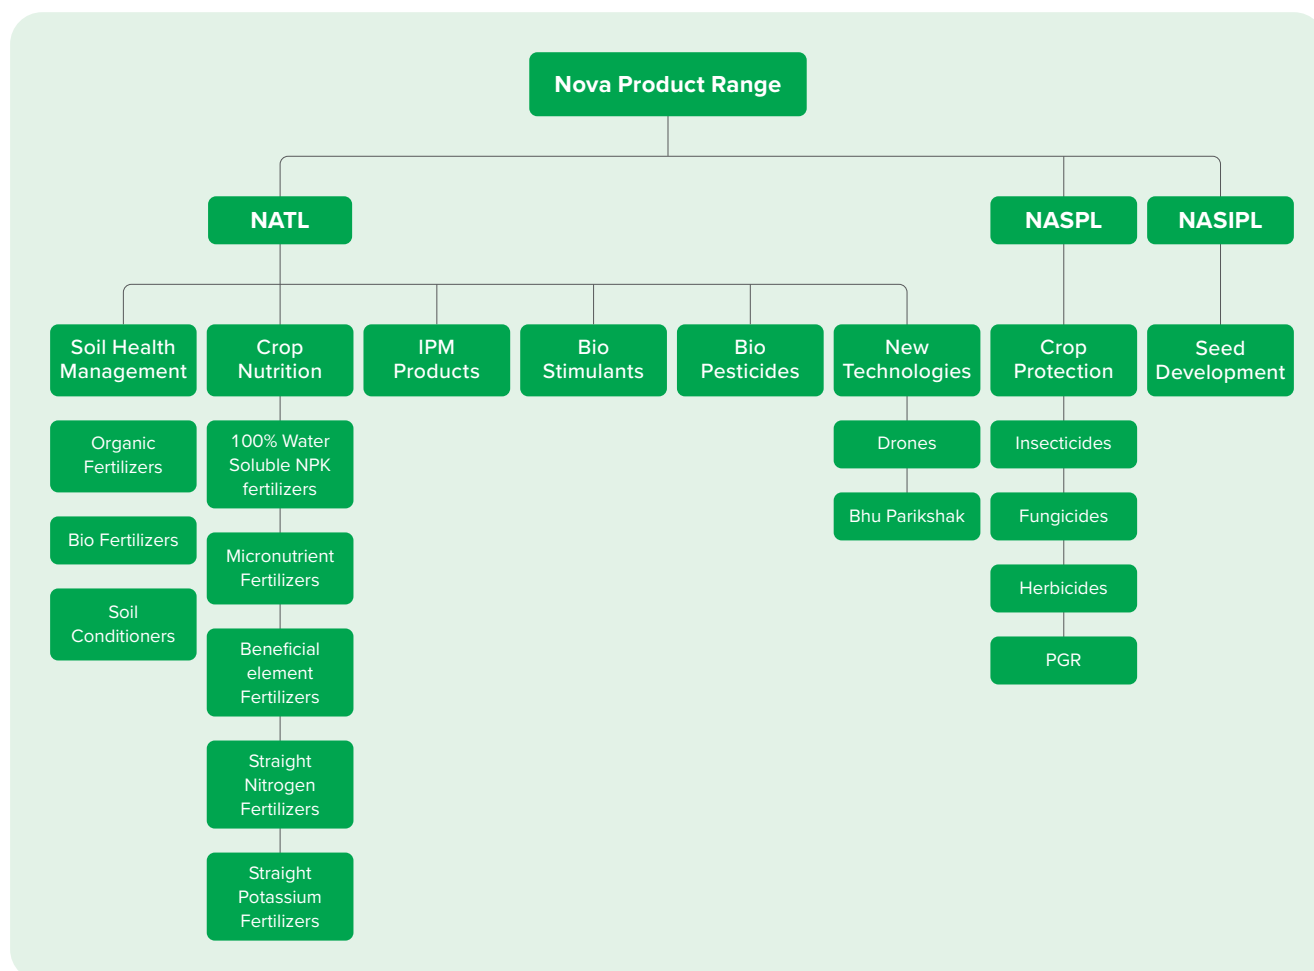 Nova Product Range
NATL
NASPL
NASIPL
Soil Health
Management
Crop
Nutrition
IPM
Products
Bio
Stimulants
Bio
Pesticides
New
Technologies
Crop
Protection
Seed
Development
Organic
Fertilizers
Bio Fertilizers
Soil
Conditioners
100% Water
Soluble NPK
fertilizers
Micronutrient
Fertilizers
Beneficial
element
Fertilizers
Straight
Nitrogen
Fertilizers
Straight
Potassium
Fertilizers
Drones
Bhu Parikshak
Insecticides
Fungicides
Herbicides
PGR